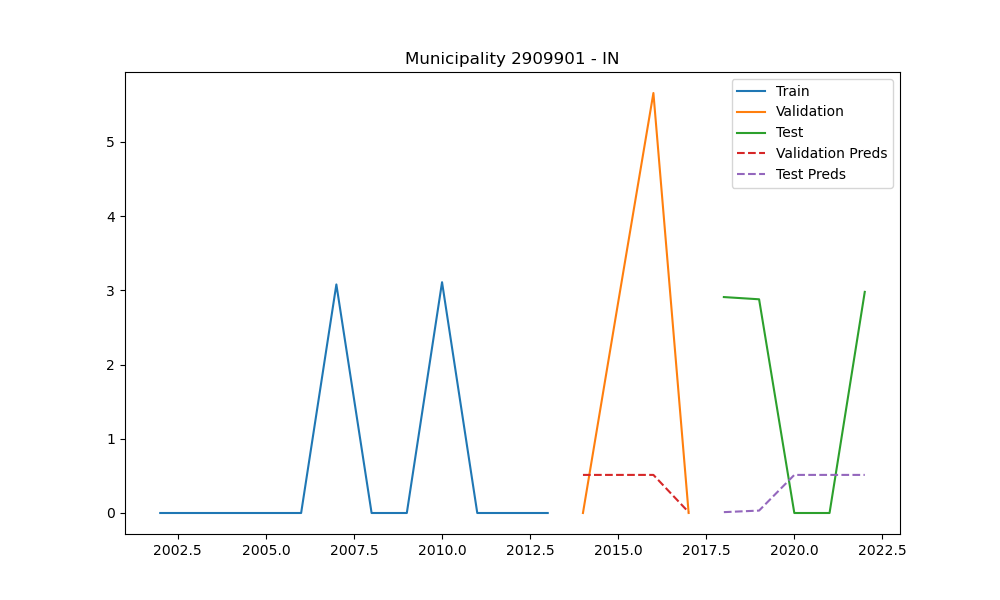 Municipality 2909901 - IN
Train
Validation
Test
Validation Preds
Test Preds
5
4
3
2
1
0
2002.5 2005.0 2007.5 2010.0 2012.5 2015.0 2017.5 2020.0 2022.5